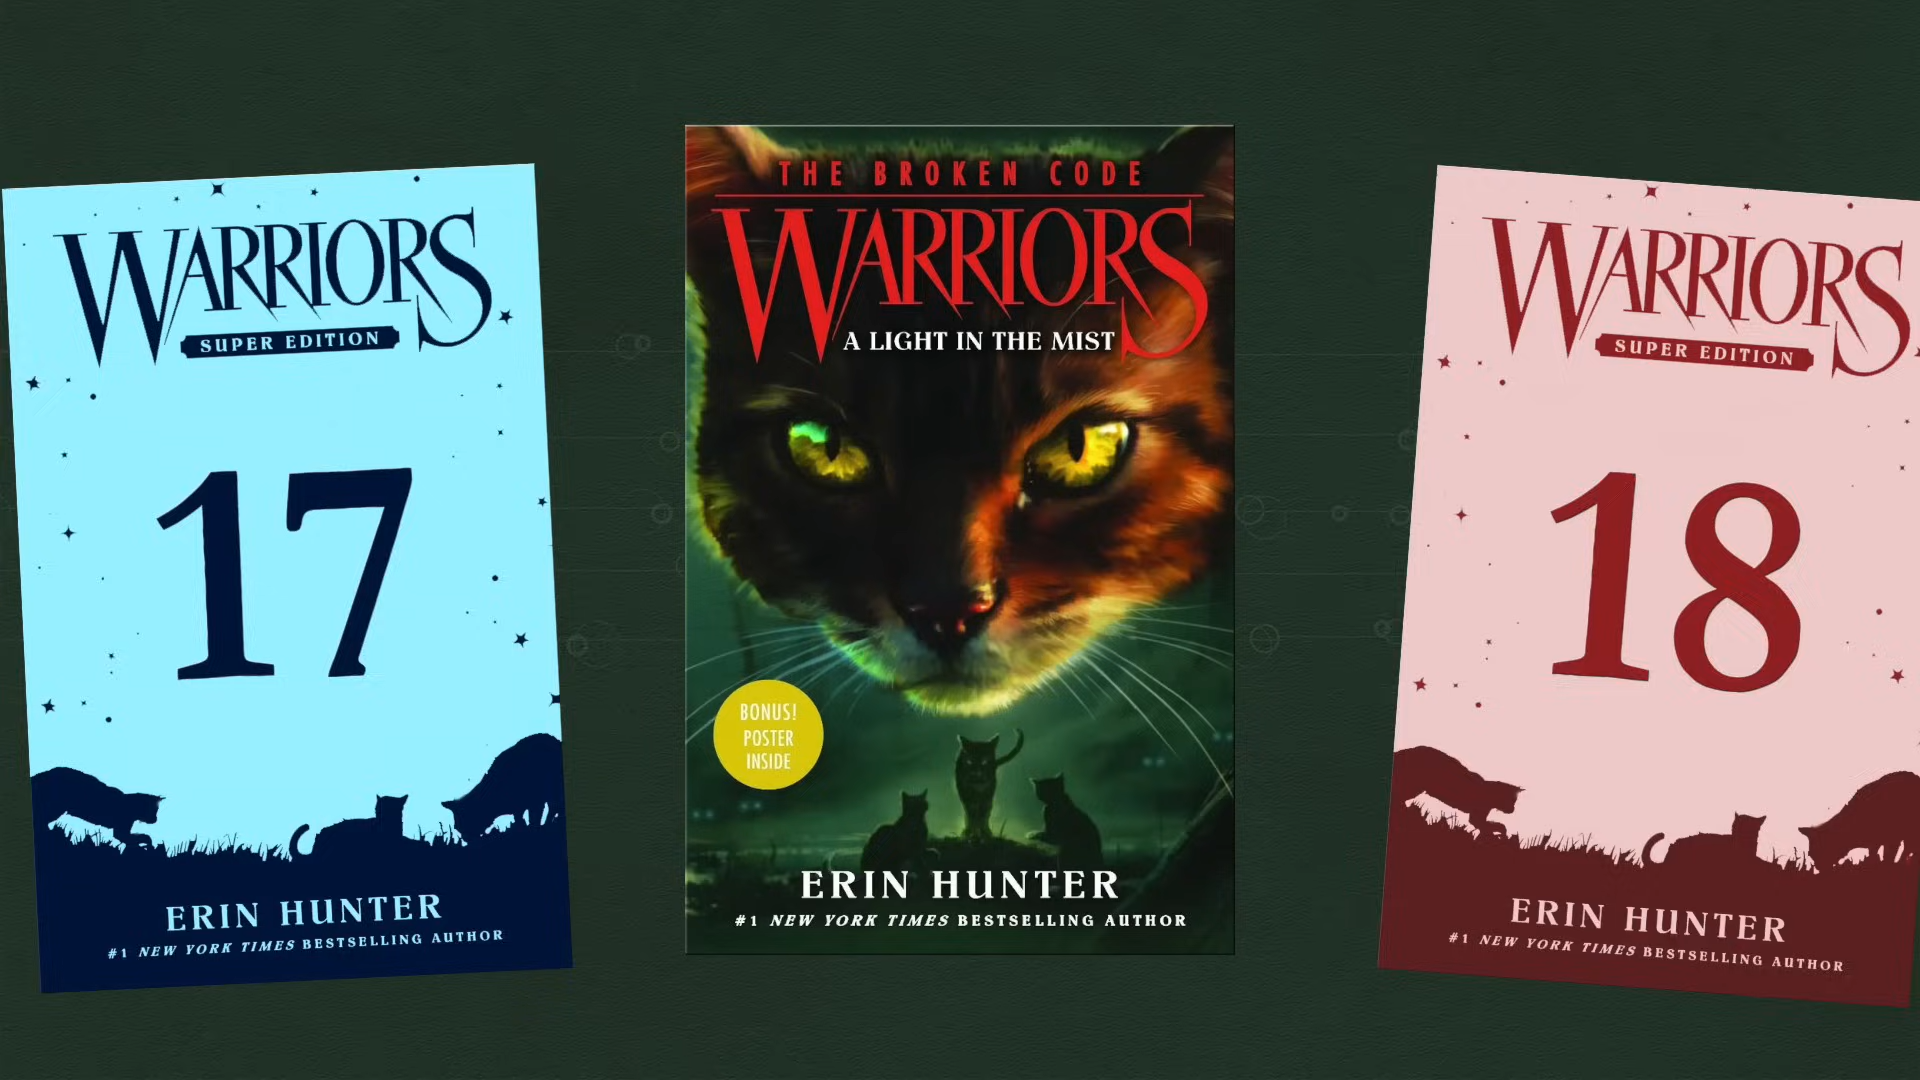 WARRIORS
SUPER EDITION
17
ERIN HUNTER
#1 NEW YORK TIMES BESTSELLING AUTHOR
THE BROKEN CODE
WARRIORS
A LIGHT IN THE MIST
BONUS!
POSTER
INSIDE
ERIN HUNTER
#1 NEW YORK TIMES BESTSELLING AUTHOR
WARRIORS
SUPER EDITION
18
ERIN HUNTER
#1 NEW YORK TIMES BESTSELLING AUTHOR